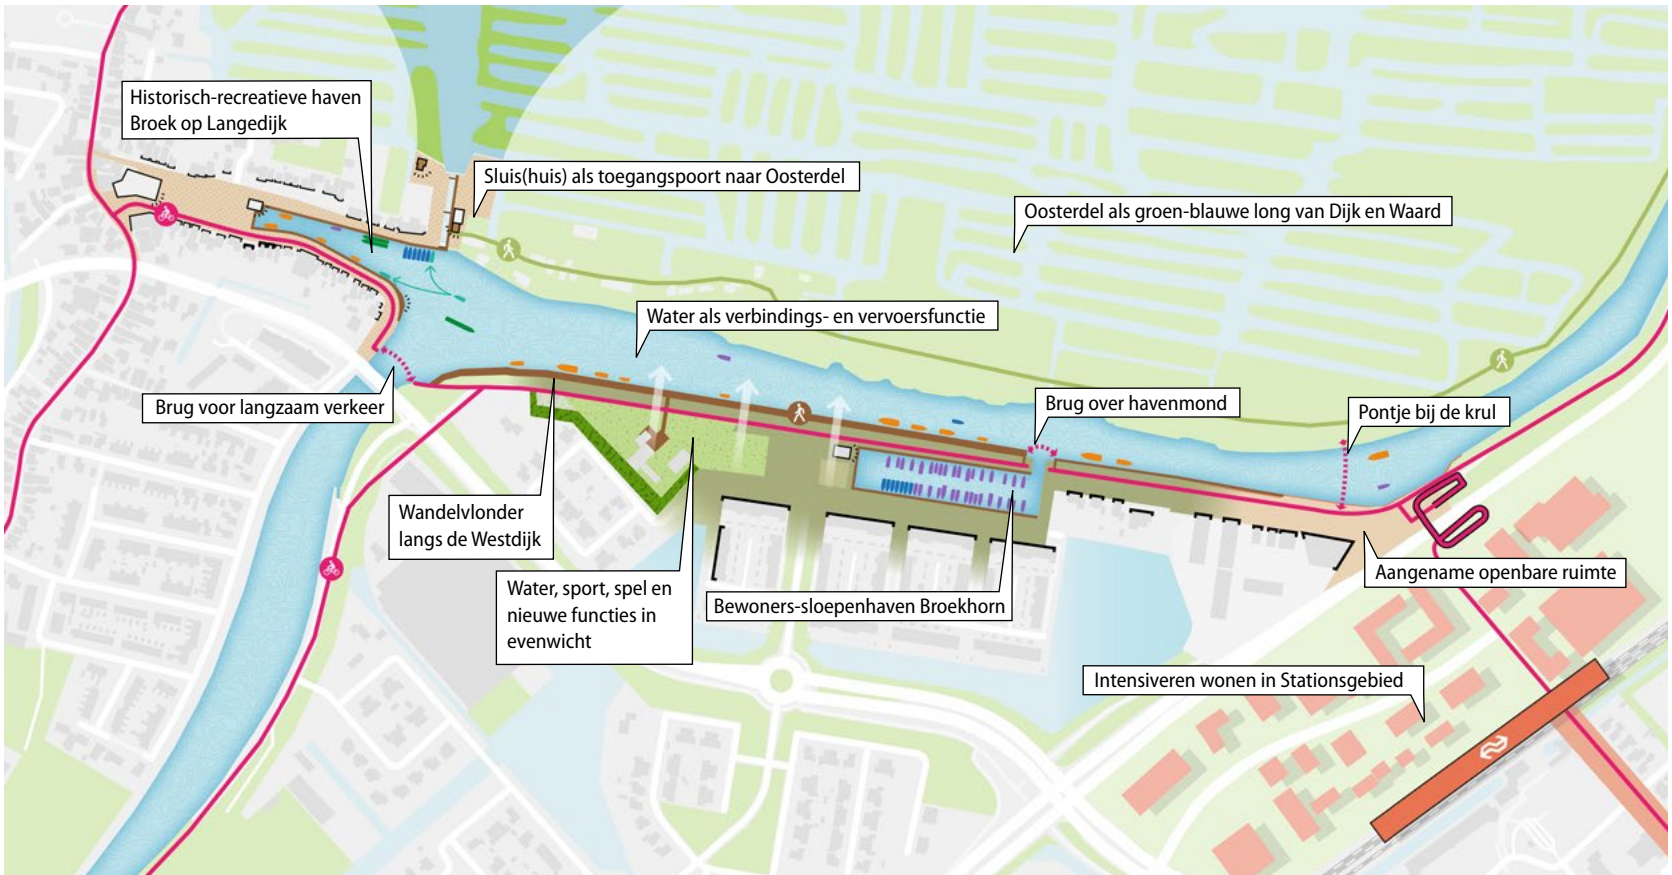 Historisch-recreatieve haven
Broek op Langedijk
Sluis(huis) als toegangspoort naar Oosterdel
Oosterdel als groen-blauwe long van Dijk en Waard
Water als verbindings- en vervoersfunctie
Brug voor langzaam verkeer
Brug over havenmond
Pontje bij de krul
Wandelvlonder
langs de Westdijk
Water, sport, spel en
nieuwe functies in
evenwicht
Bewoners-sloepenhaven Broekhorn
Aangename openbare ruimte
Intensiveren wonen in Stationsgebied